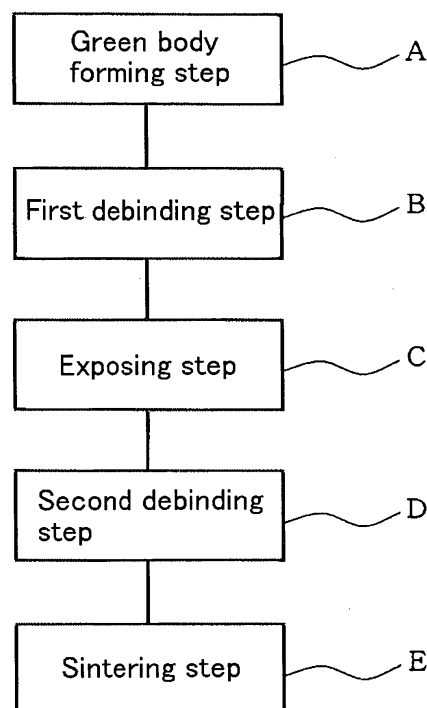 Green body
forming step
A
First debinding step
B
Exposing step
C
Second debinding
step
D
Sintering step
E